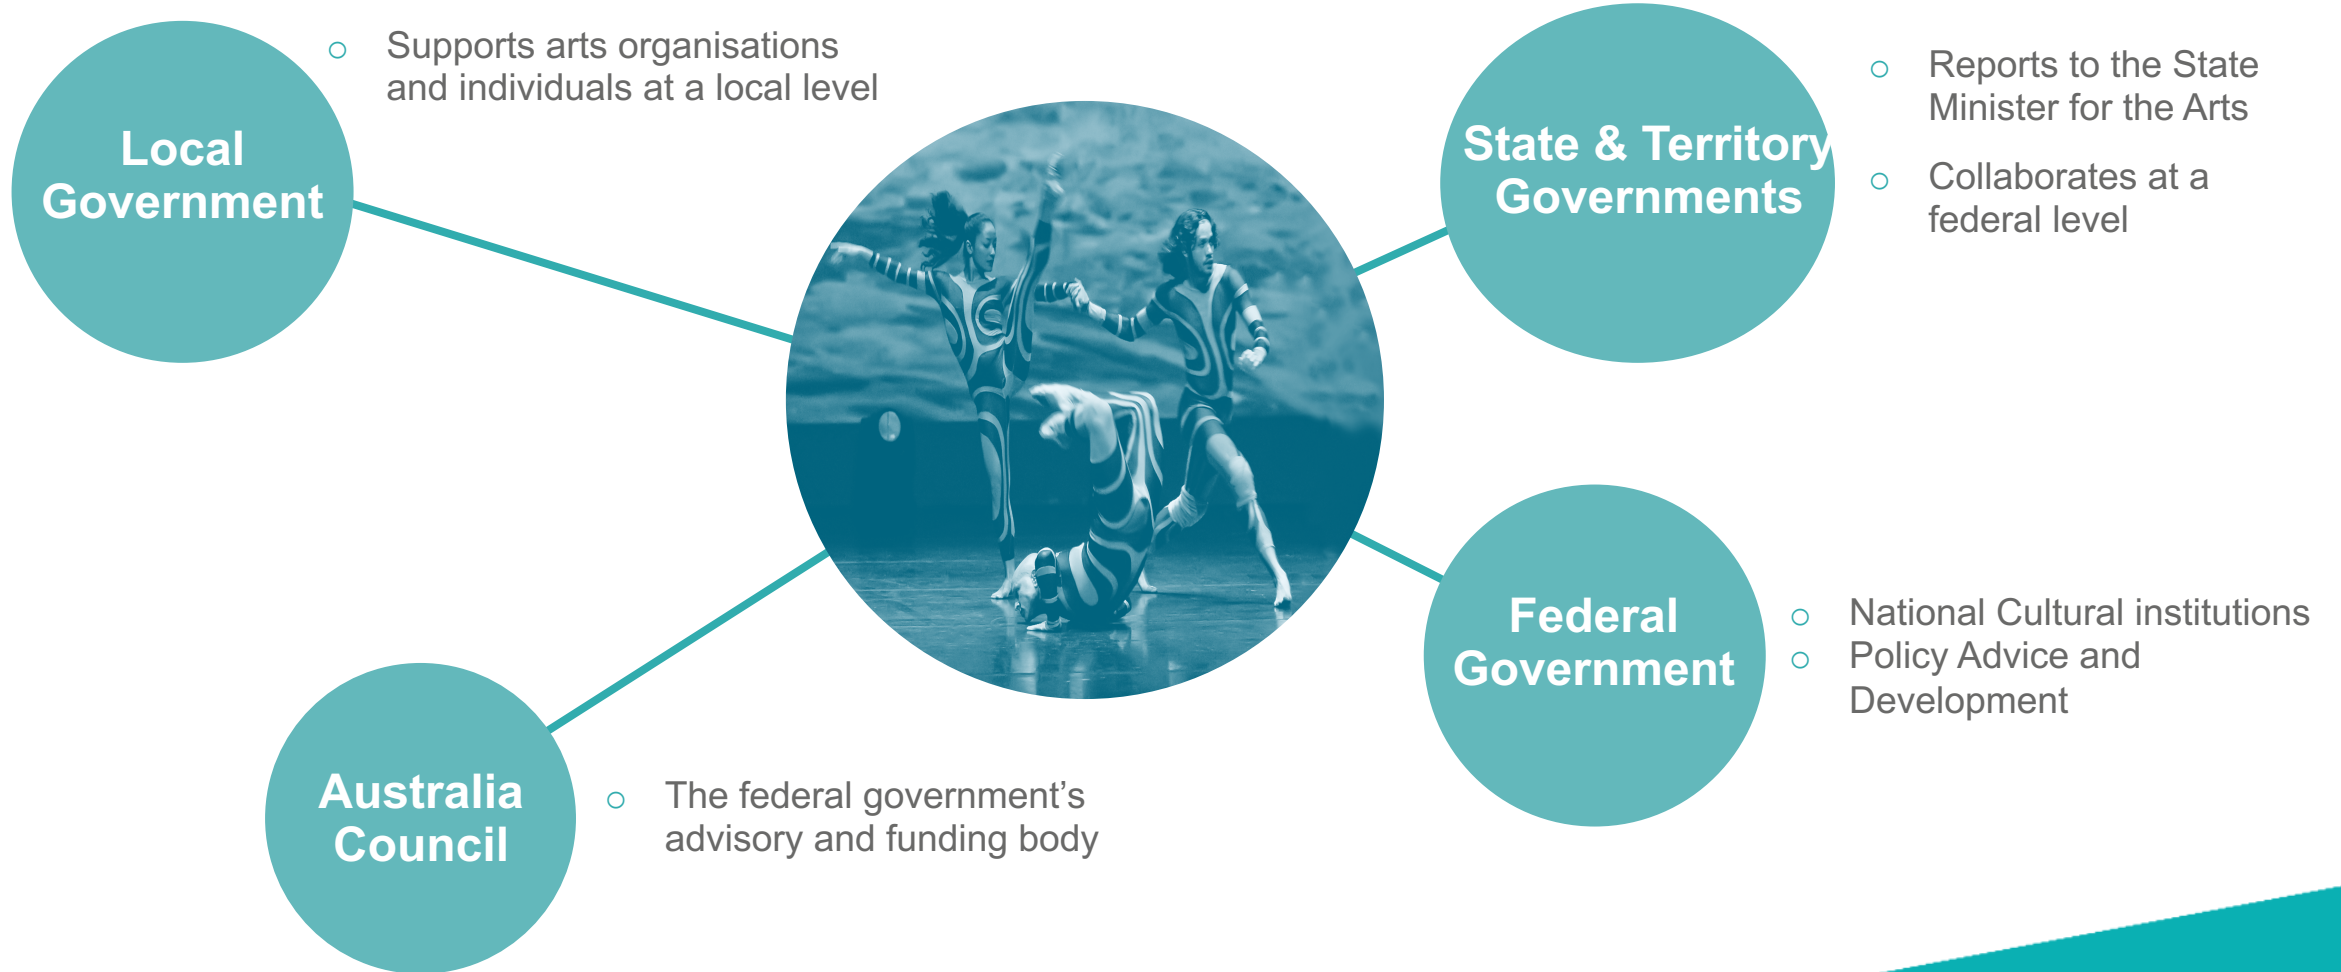 Local
Government
Supports arts organisations
and individuals at a local level
State & Territory
Governments
Reports to the State
Minister for the Arts
Collaborates at a
federal level
Federal
Government
National Cultural institutions
Policy Advice and
Development
Australia
Council
The federal government’s
advisory and funding body